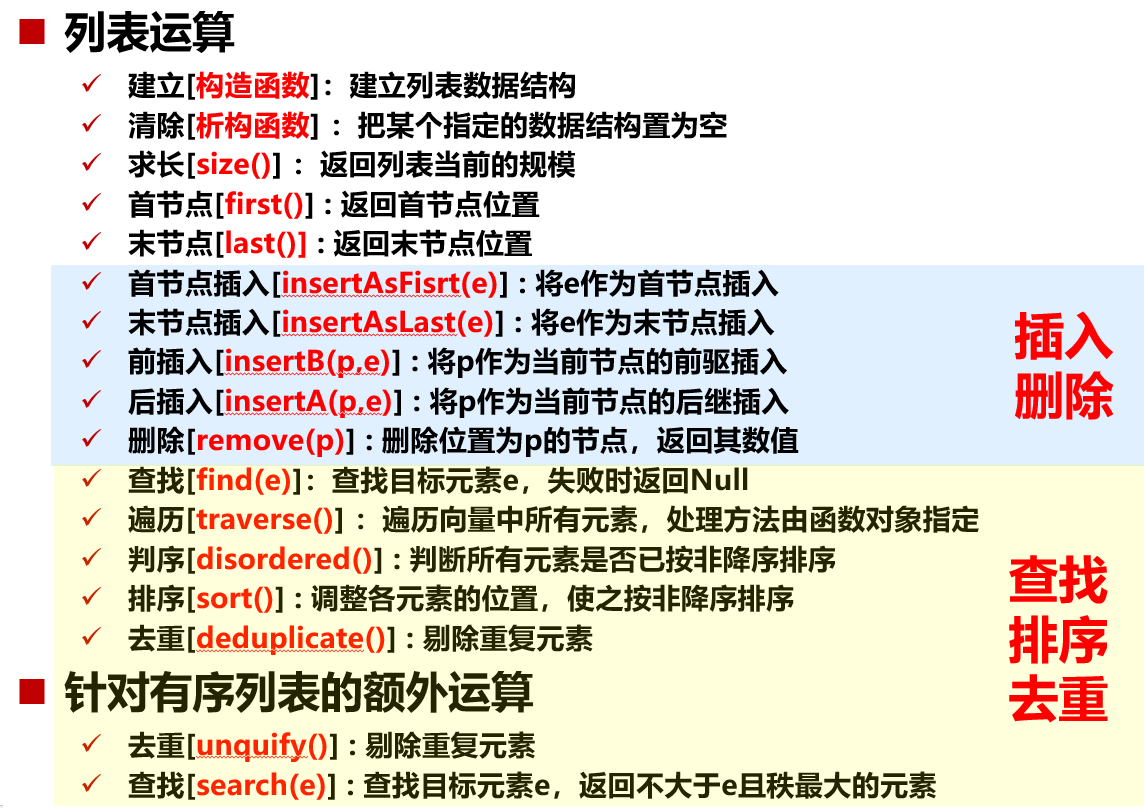 列表运算
建立[构造函数]：建立列表数据结构
清除[析构函数] ：把某个指定的数据结构置为空
求长[size()] ：返回列表当前的规模
首节点[first()] : 返回首节点位置
末节点[last()] : 返回末节点位置
首节点插入[insertAsFisrt(e)] : 将e作为首节点插入
末节点插入[insertAsLast(e)] : 将e作为末节点插入
前插入[insertB(p,e)] : 将p作为当前节点的前驱插入
后插入[insertA(p,e)] : 将p作为当前节点的后继插入
删除[remove(p)] : 删除位置为p的节点，返回其数值
插入
删除
查找[find(e)]：查找目标元素e，失败时返回Null
遍历[traverse()] ：遍历向量中所有元素，处理方法由函数对象指定
判序[disordered()] : 判断所有元素是否已按非降序排序
排序[sort()] : 调整各元素的位置，使之按非降序排序
去重[deduplicate()] : 剔除重复元素
针对有序列表的额外运算
去重[unquify()] : 剔除重复元素
查找[search(e)] : 查找目标元素e，返回不大于e且秩最大的元素
查找
排序
去重